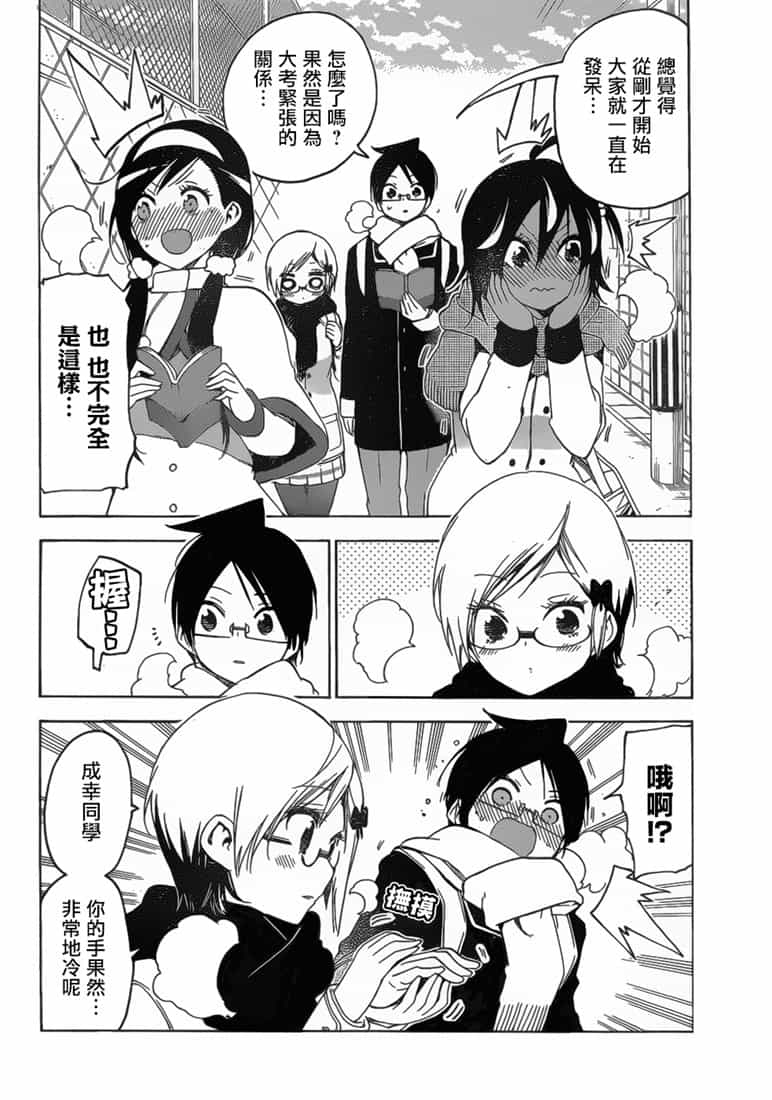 總覺得
從剛才開始
大家就一直在
發呆…
怎麼了嗎?
果然是因為
大考緊張的
關係…
也 也不完全
是這樣…
握…
哦啊!?
撫摸
成幸同學
你的手果然…
非常地冷呢